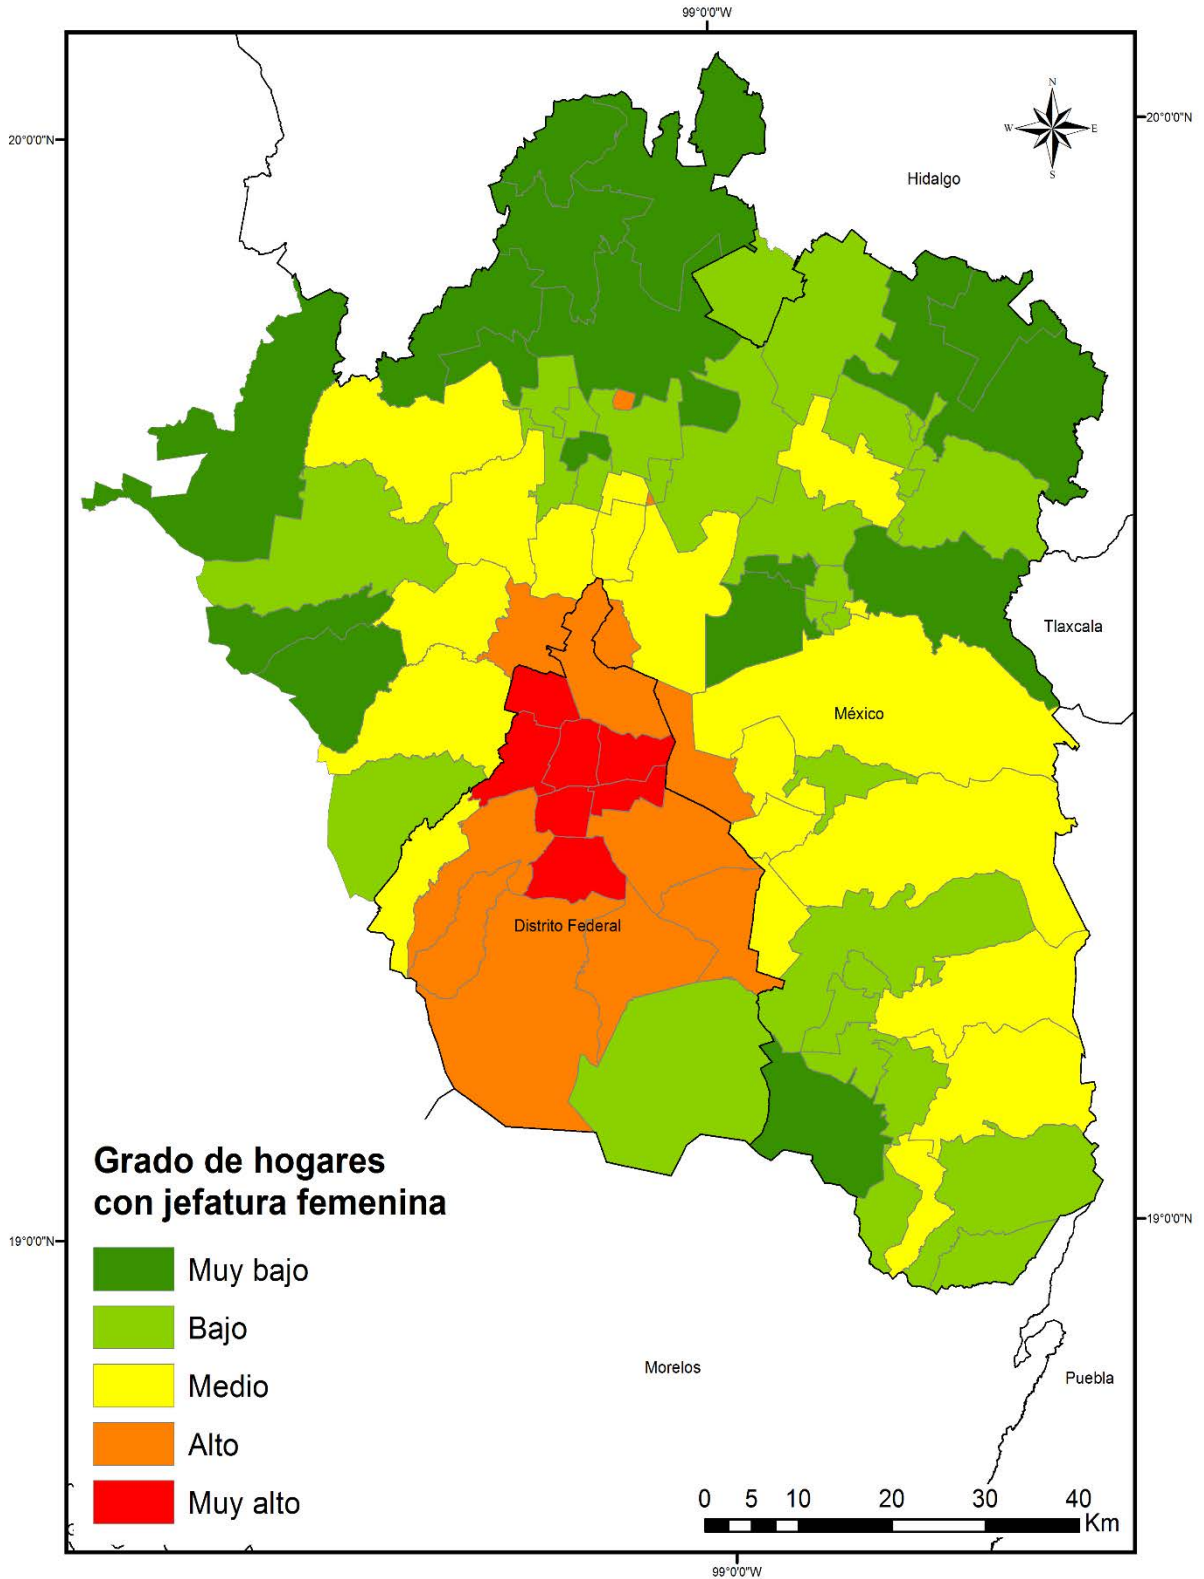 99°0'0"W
N
W
E
S
20°0'0"N
20°0'0"N
Hidalgo
Tlaxcala
México
Distrito Federal
Grado de hogares
con jefatura femenina
19°0'0"N
19°0'0"N
Muy bajo
Bajo
Medio
Alto
Muy alto
Morelos
Puebla
0 5 10 20 30 40
Km
99°0'0"W